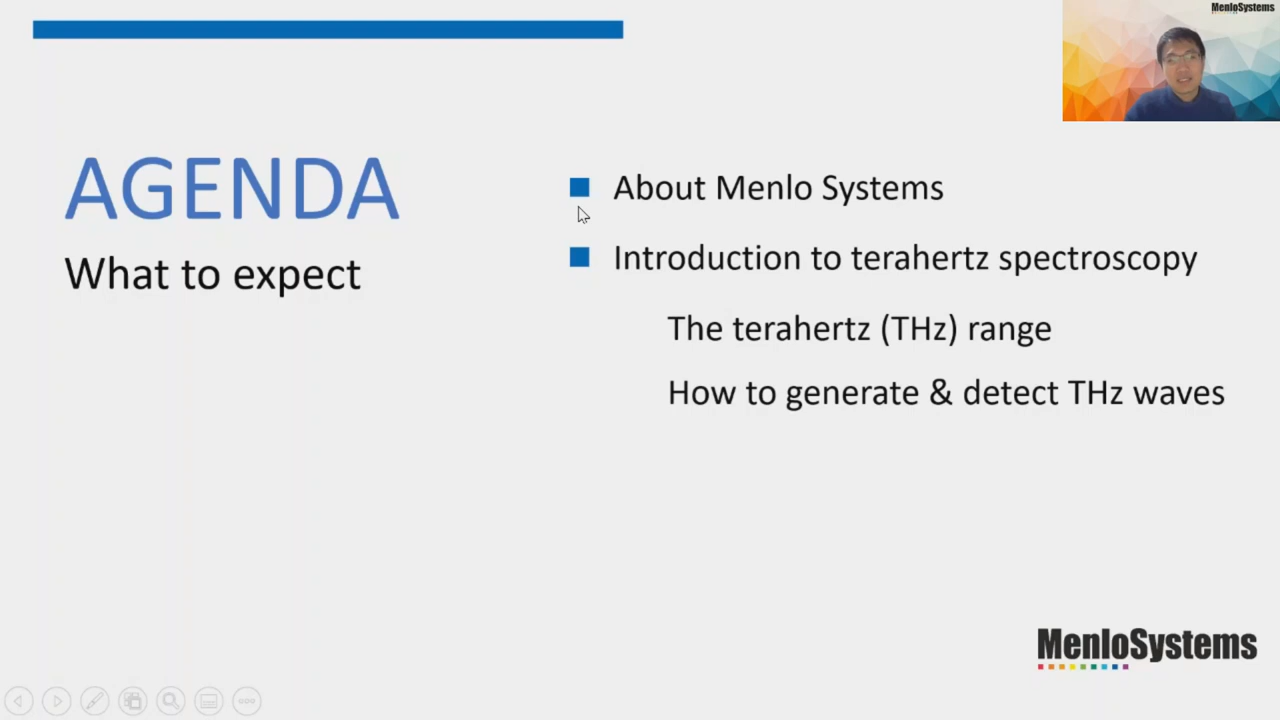 MenloSystems
AGENDA
What to expect
About Menlo Systems
Introduction to terahertz spectroscopy
The terahertz (THz) range
How to generate & detect THz waves
MenloSystems